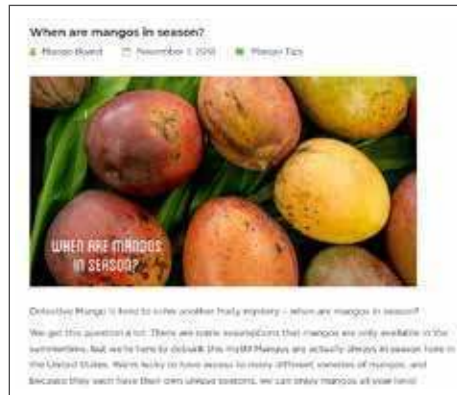 When are mangos in season?
Mango Board November 1, 2018 Mango Tips
WHEN ARE MANGOS
IN SEASON?
Detective Mango is here to solve another fruity mystery – when are mangos in season?
We get this question a lot. There are some assumptions that mangos are only available in the
summertime, but we're here to debunk this myth! Mangos are actually always in season here in
the United States. We're lucky to have access to many different varieties of mangos, and
because they each have their own unique seasons, we can enjoy mangos all year long!